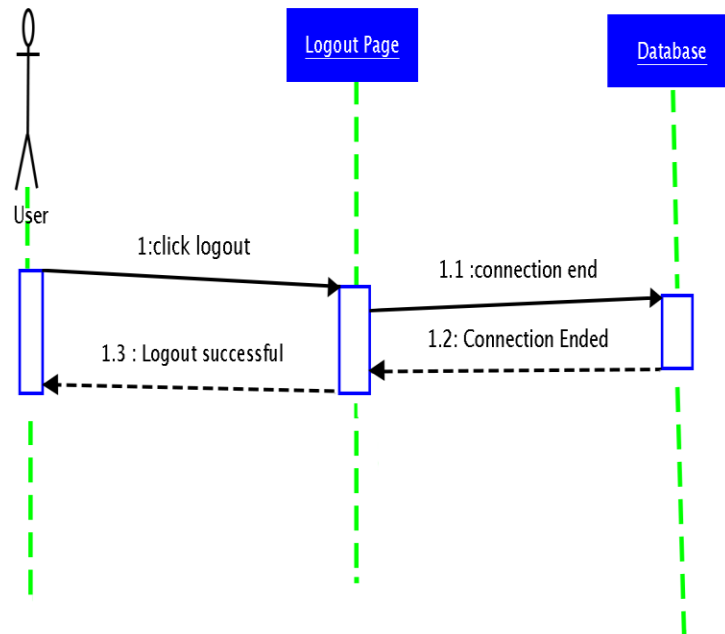 Logout Page
Database
User
1:click logout
1.1 :connection end
1.2: Connection Ended
1.3 : Logout successful